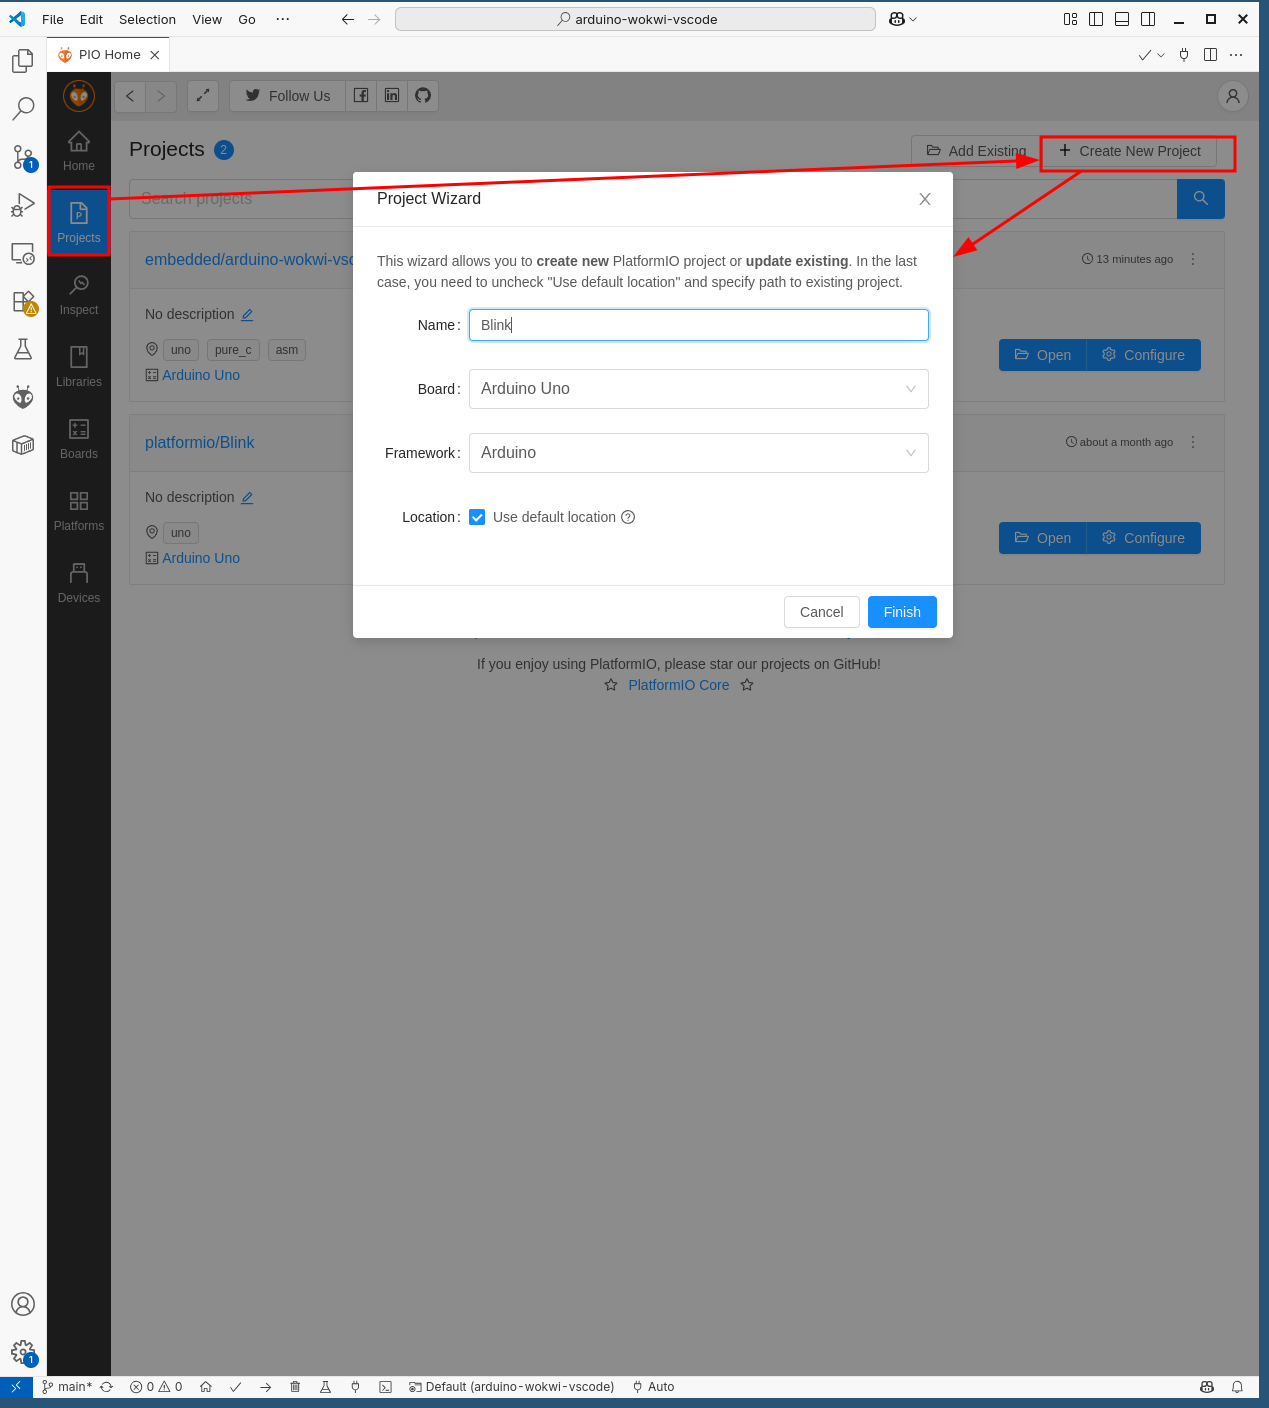 File Edit Selection View Go ··· arduino-wokwi-vscode
PIO Home
Follow Us
Home
Projects
Inspect
Libraries
Boards
Platforms
Devices
Projects 2
Add Existing Create New Project
Search projects
embedded/arduino-wokwi-vsc
13 minutes ago
No description
uno pure_c asm
Arduino Uno
Open Configure
platformio/Blink
about a month ago
No description
uno
Arduino Uno
Open Configure
Project Wizard
This wizard allows you to create new PlatformIO project or update existing. In the last
case, you need to uncheck "Use default location" and specify path to existing project.
Name: Blink
Board: Arduino Uno
Framework: Arduino
Location: Use default location
Cancel Finish
If you enjoy using PlatformIO, please star our projects on GitHub!
PlatformIO Core
1
1
main* 0 0 Default (arduino-wokwi-vscode) Auto